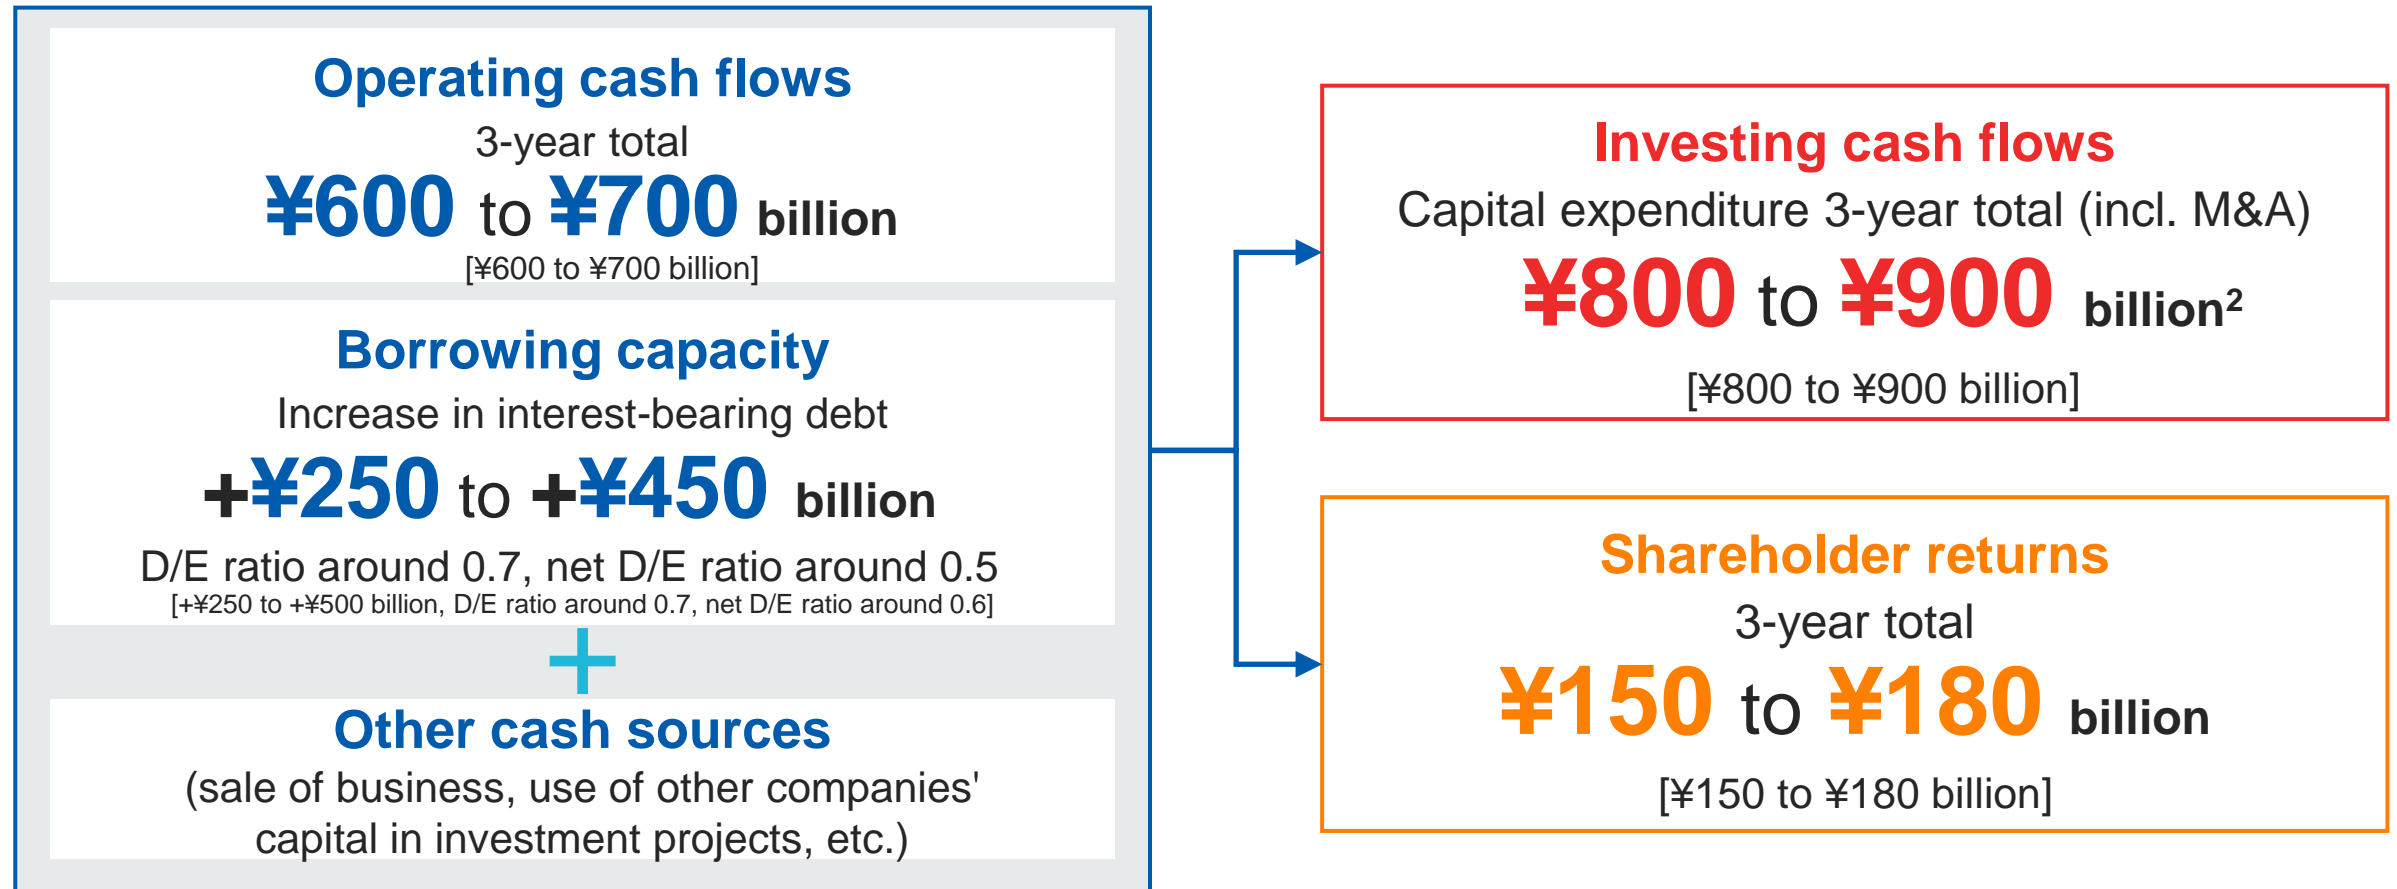 Operating cash flows
3-year total
¥600 to ¥700 billion
[¥600 to ¥700 billion]
Borrowing capacity
Increase in interest-bearing debt
+¥250 to +¥450 billion
D/E ratio around 0.7, net D/E ratio around 0.5
[+¥250 to +¥500 billion, D/E ratio around 0.7, net D/E ratio around 0.6]
+
Other cash sources
(sale of business, use of other companies'
capital in investment projects, etc.)
Investing cash flows
Capital expenditure 3-year total (incl. M&A)
¥800 to ¥900 billion²
[¥800 to ¥900 billion]
Shareholder returns
3-year total
¥150 to ¥180 billion
[¥150 to ¥180 billion]